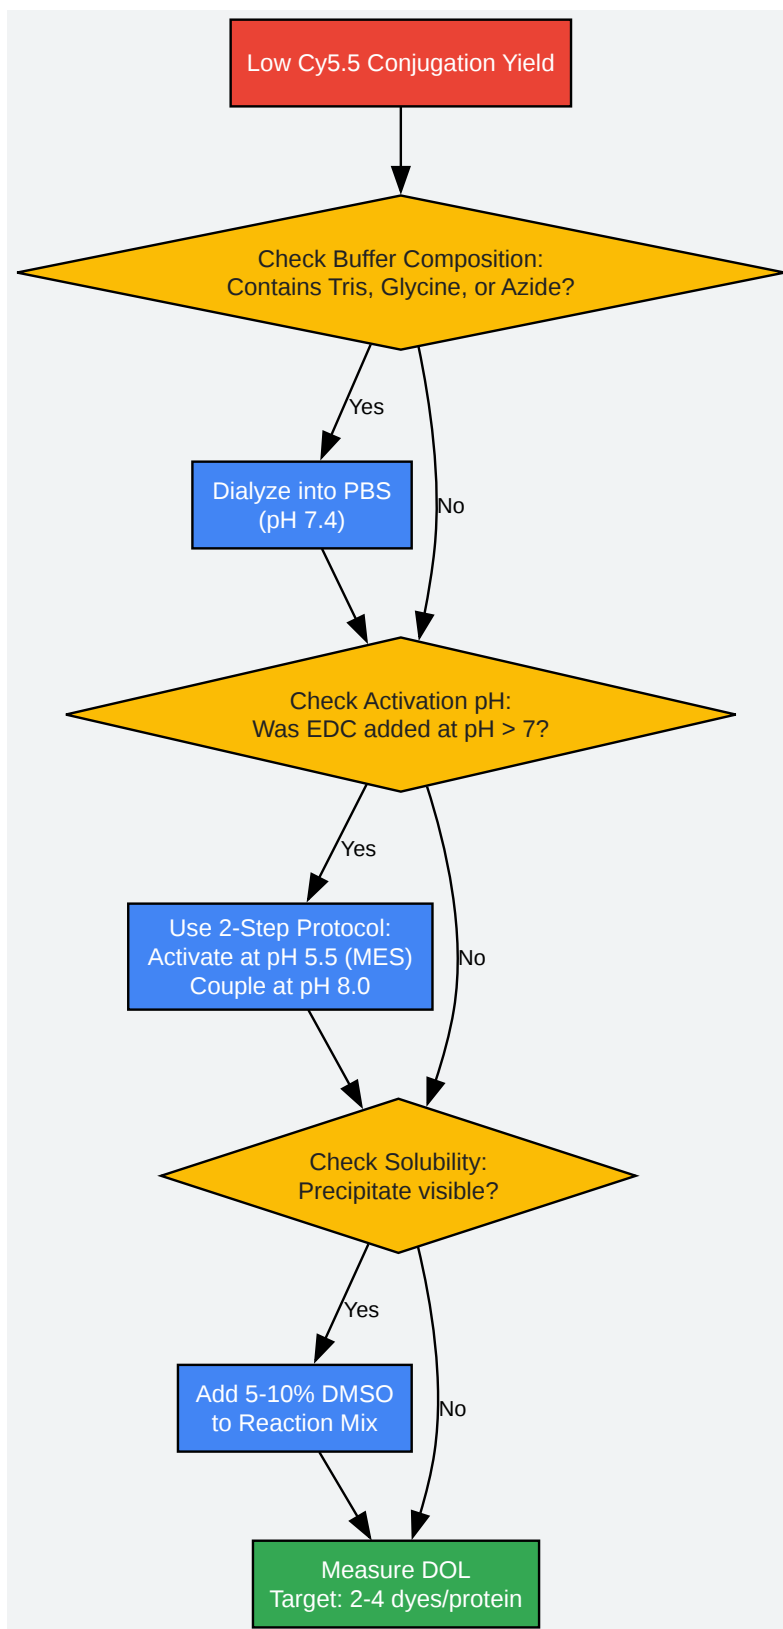 Low Cy5.5 Conjugation Yield
Check Buffer Composition:
Contains Tris, Glycine, or Azide?
Yes
Dialyze into PBS
(pH 7.4)
No
Check Activation pH:
Was EDC added at pH > 7?
Yes
Use 2-Step Protocol:
Activate at pH 5.5 (MES)
Couple at pH 8.0
No
Check Solubility:
Precipitate visible?
Yes
Add 5-10% DMSO
to Reaction Mix
No
Measure DOL
Target: 2-4 dyes/protein